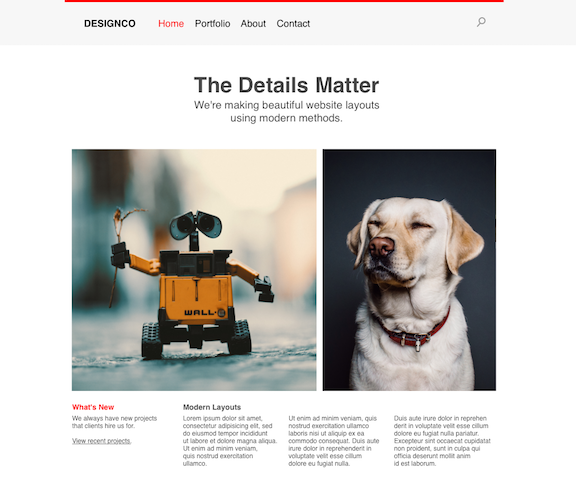 DESIGNCO Home Portfolio About Contact
The Details Matter
We're making beautiful website layouts
using modern methods.
WALL·E
What's New
We always have new projects
that clients hire us for.
View recent projects.
Modern Layouts
Lorem ipsum dolor sit amet,
consectetur adipisicing elit, sed
do eiusmod tempor incididunt
ut labore et dolore magna aliqua.
Ut enim ad minim veniam,
quis nostrud exercitation
ullamco.
Ut enim ad minim veniam, quis
nostrud exercitation ullamco
laboris nisi ut aliquip ex ea
commodo consequat. Duis aute
irure dolor in reprehenderit in
voluptate velit esse cillum
dolore eu fugiat nulla.
Duis aute irure dolor in reprehen
derit in voluptate velit esse cillum
dolore eu fugiat nulla pariatur.
Excepteur sint occaecat cupidatat
non proident, sunt in culpa qui
officia deserunt mollit anim
id est laborum.